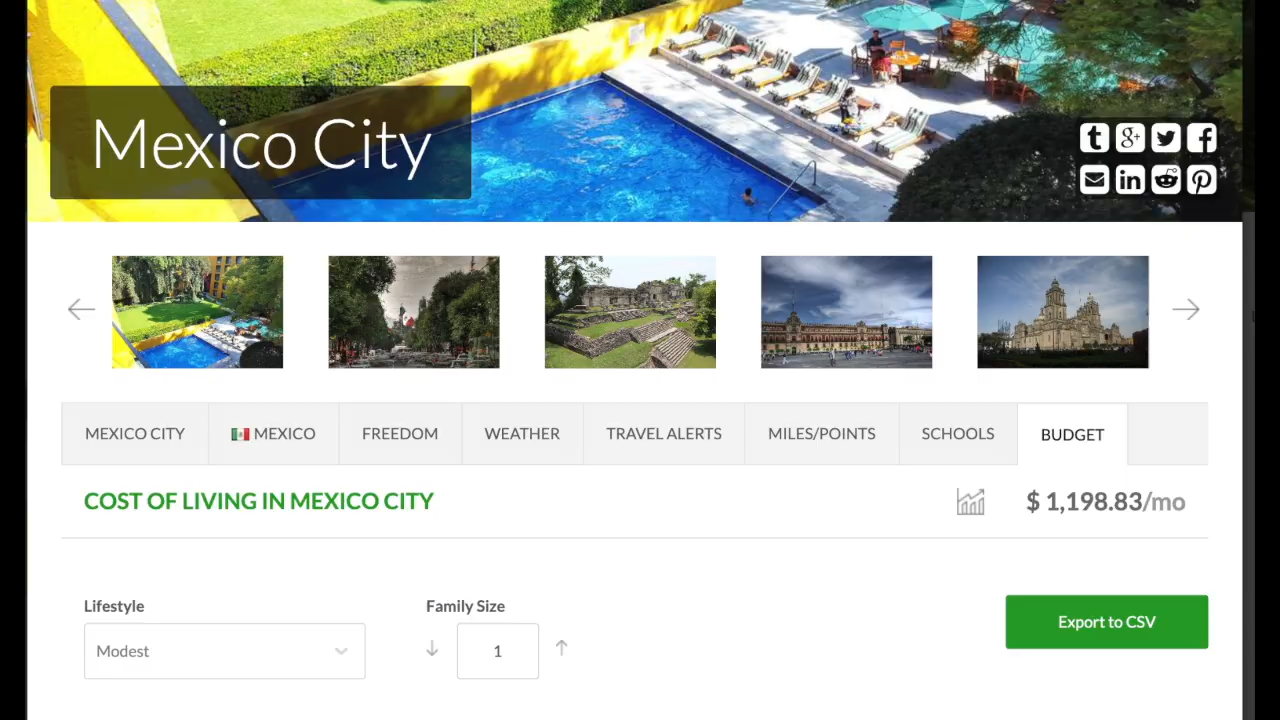 Mexico City
MEXICO CITY
MEXICO
FREEDOM
WEATHER
TRAVEL ALERTS
MILES/POINTS
SCHOOLS
BUDGET
COST OF LIVING IN MEXICO CITY
$ 1,198.83/mo
Lifestyle
Family Size
Modest
1
Export to CSV